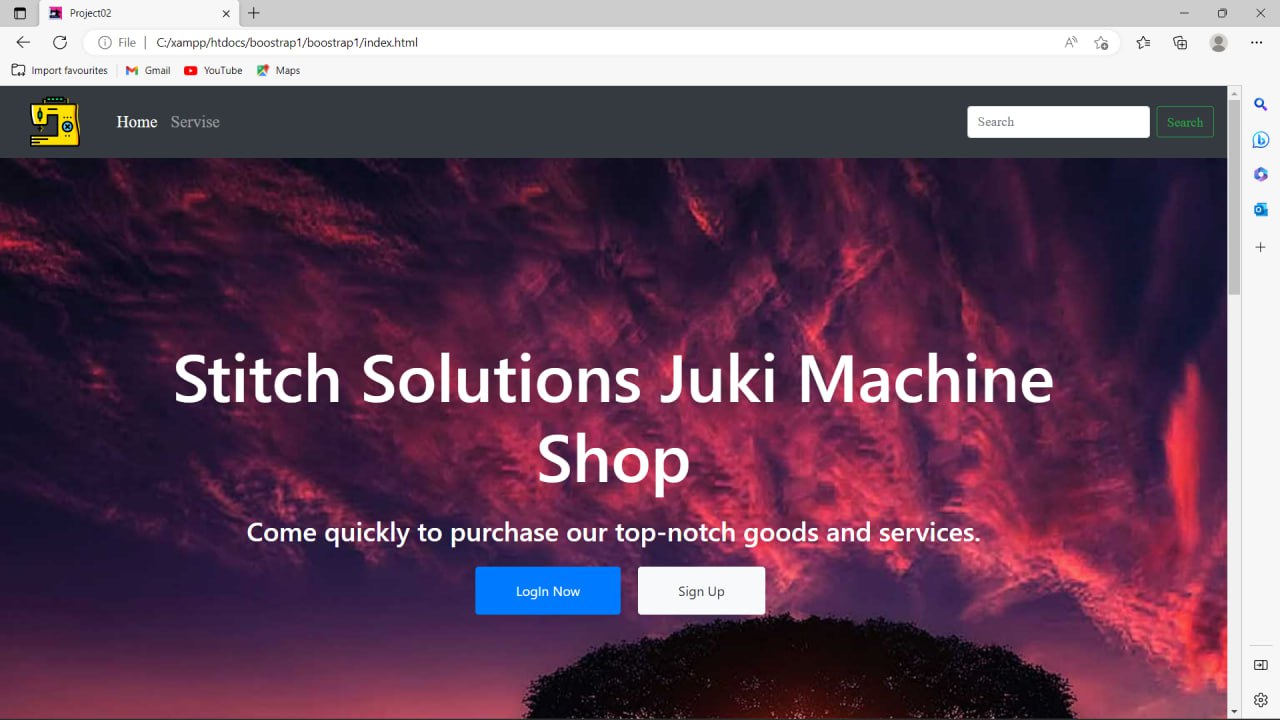 Project02
File
C:/xampp/htdocs/boostrap1/boostrap1/index.html
Import favourites
Gmail
YouTube
Maps
Home
Servise
Search
Search
Stitch Solutions Juki Machine
Shop
Come quickly to purchase our top-notch goods and services.
LogIn Now
Sign Up